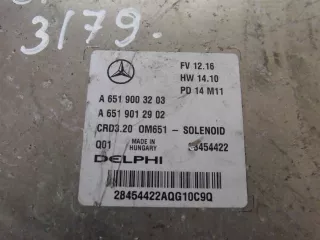 3179.
FV 12.16
HW 14.10
PD 14 M11
A 651 900 32 03
A 651 901 29 02
CRD3.20 OM651 - SOLENOID
Q01 MADE IN HUNGARY 28454422
DELPHI
28454422AQG10C9Q